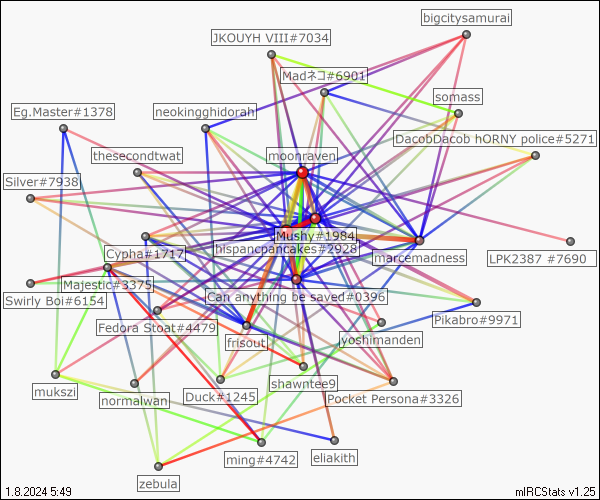 bigcitysamurai
JKOUYH VIII#7034
Madネコ#6901
somass
Eg.Master#1378
neokingghidorah
DacobDacob hORNY police#5271
thesecondtwat
moonraven
Silver#7938
Mushy#1984
hispancpancakes#2928
Cypha#1717
marcemadness
LPK2387 #7690
Majestic#3375
Can anything be saved#0396
Swirly Boi#6154
Pikabro#9971
Fedora Stoat#4479
frisout
yoshimanden
shawntee9
mukszi
normalwan
Duck#1245
Pocket Persona#3326
ming#4742
eliakith
zebula
1.8.2024 5:49
mIRCStats v1.25